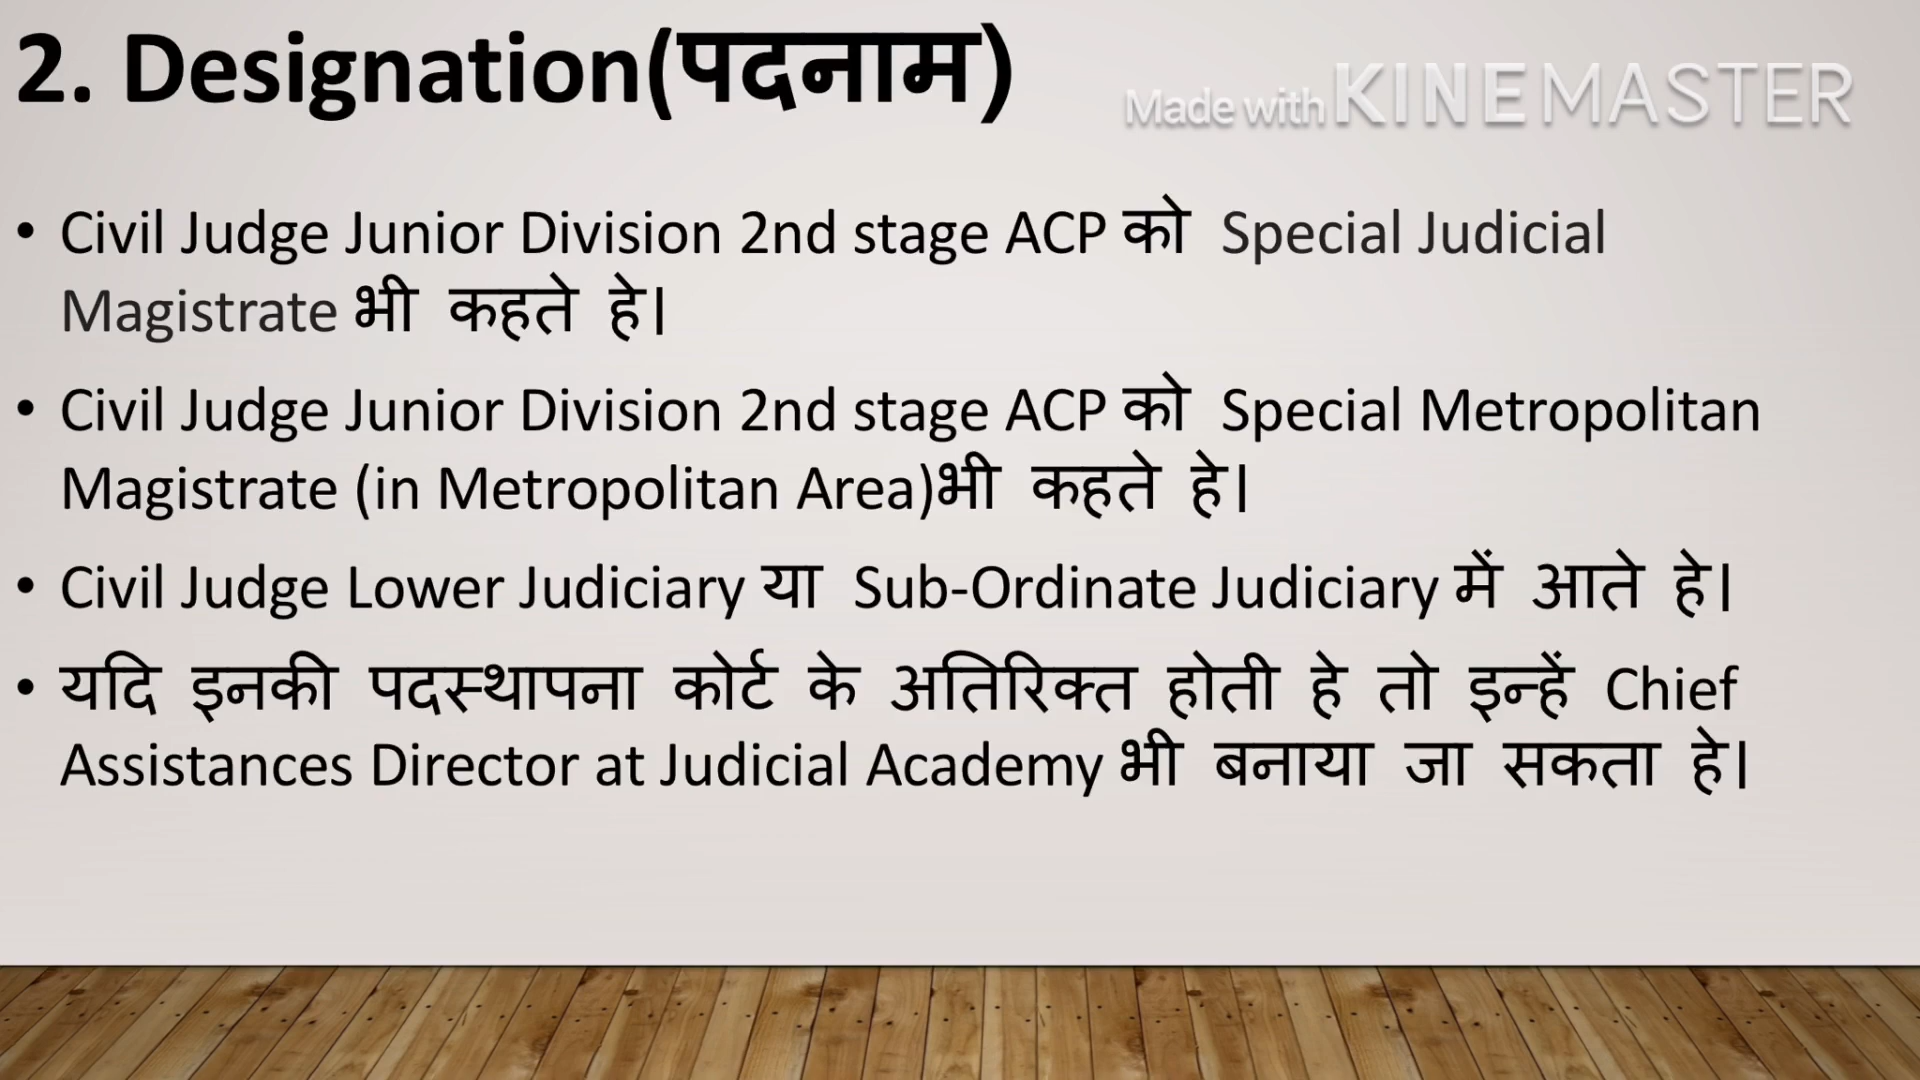 2. Designation(पदनाम)
Made with KINEMASTER
• Civil Judge Junior Division 2nd stage ACP को Special Judicial
Magistrate भी कहते हे।
• Civil Judge Junior Division 2nd stage ACP को Special Metropolitan
Magistrate (in Metropolitan Area)भी कहते हे।
• Civil Judge Lower Judiciary या Sub-Ordinate Judiciary में आते हे।
• यदि इनकी पदस्थापना कोर्ट के अतिरिक्त होती हे तो इन्हें Chief
Assistances Director at Judicial Academy भी बनाया जा सकता हे।